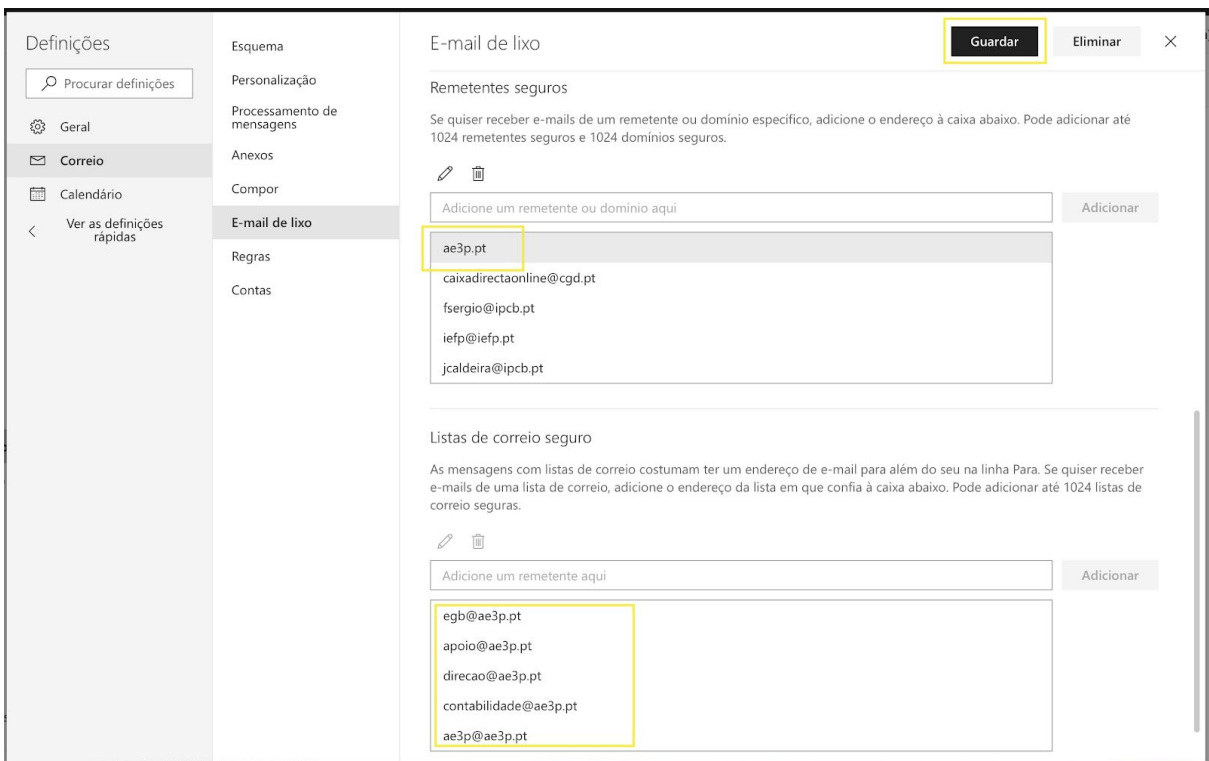 Definições
Procurar definições
Geral
Correio
Calendário
Ver as definições
rápidas
Esquema
Personalização
Processamento de
mensagens
Anexos
Compor
E-mail de lixo
Regras
Contas
E-mail de lixo
Guardar
Eliminar
Remetentes seguros
Se quiser receber e-mails de um remetente ou domínio específico, adicione o endereço à caixa abaixo. Pode adicionar até
1024 remetentes seguros e 1024 domínios seguros.
Adicione um remetente ou domínio aqui
Adicionar
ae3p.pt
caixadirectaonline@cgd.pt
fsergio@ipcb.pt
iefp@iefp.pt
jcaldeira@ipcb.pt
Listas de correio seguro
As mensagens com listas de correio costumam ter um endereço de e-mail para além do seu na linha Para. Se quiser receber
e-mails de uma lista de correio, adicione o endereço da lista em que confia à caixa abaixo. Pode adicionar até 1024 listas de
correio seguras.
Adicione um remetente aqui
Adicionar
egb@ae3p.pt
apoio@ae3p.pt
direcao@ae3p.pt
contabilidade@ae3p.pt
ae3p@ae3p.pt